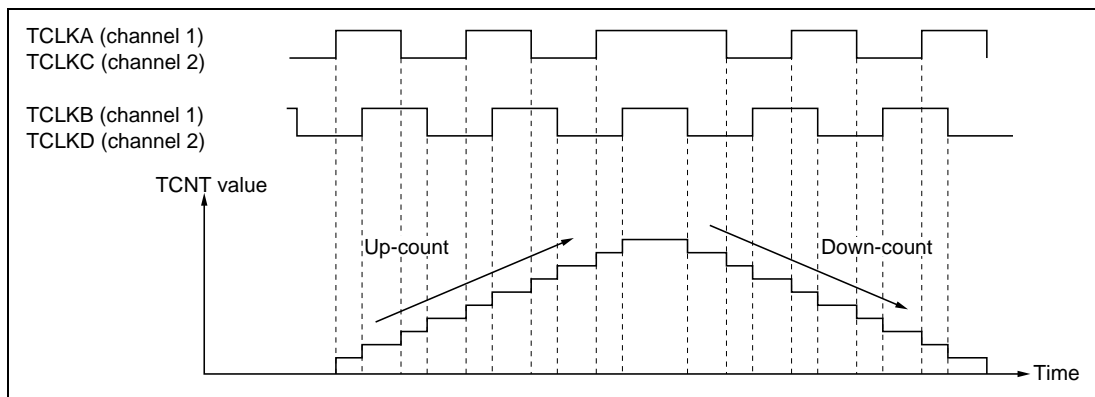 TCLKA (channel 1)
TCLKC (channel 2)
TCLKB (channel 1)
TCLKD (channel 2)
TCNT value
Up-count
Down-count
Time